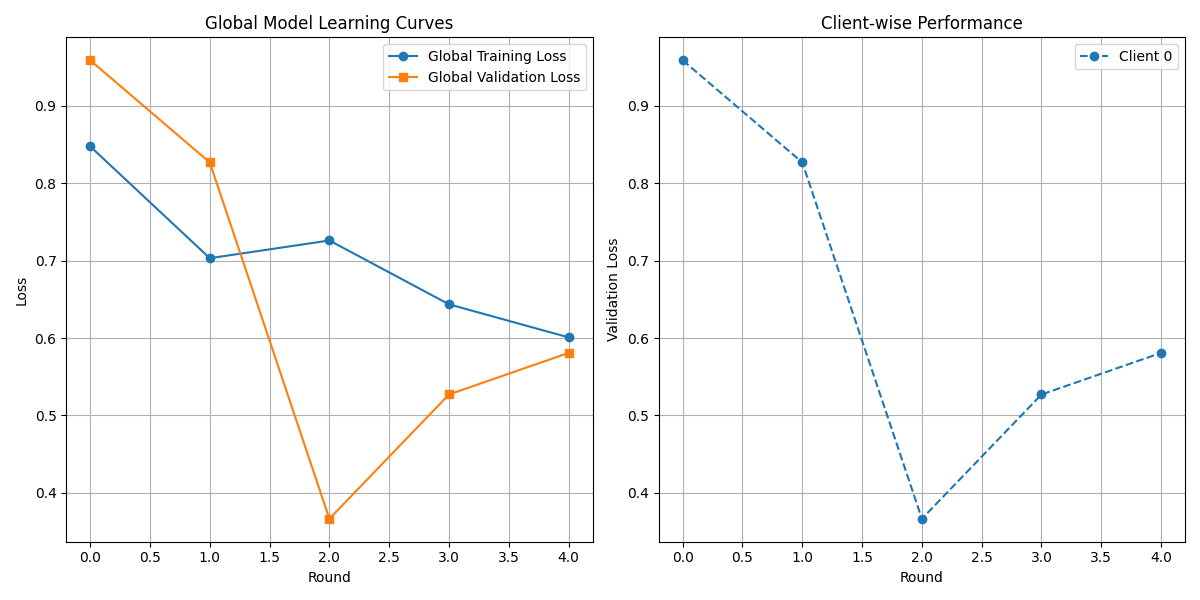 Global Model Learning Curves
Global Training Loss
Global Validation Loss
Loss
0.9
0.8
0.7
0.6
0.5
0.4
0.0 0.5 1.0 1.5 2.0 2.5 3.0 3.5 4.0
Round
Client-wise Performance
Client 0
Validation Loss
0.9
0.8
0.7
0.6
0.5
0.4
0.0 0.5 1.0 1.5 2.0 2.5 3.0 3.5 4.0
Round